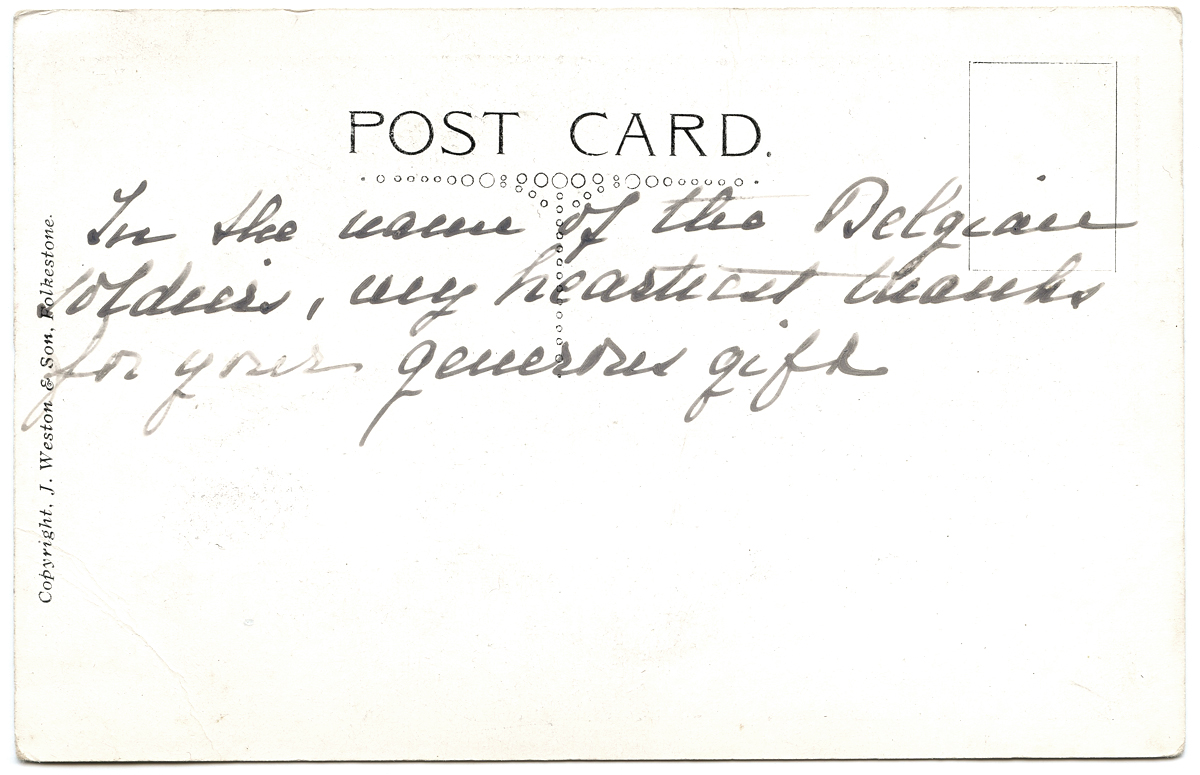 POST CARD.
In the name of the Belgian
soldiers, my heartiest thanks
for your generous gift
Copyright, J. Weston & Son, Folkestone.